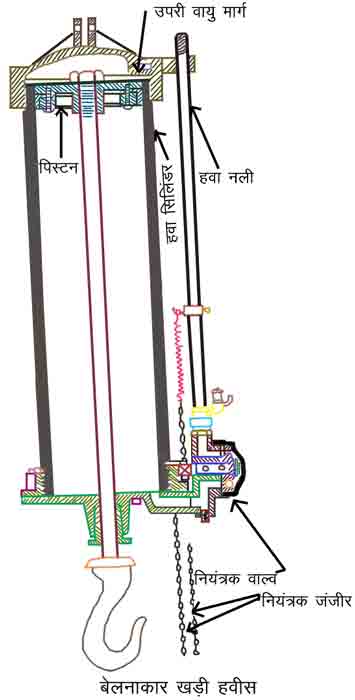 उपरी वायु मार्ग
पिस्टन
हवा सिलिंडर
हवा नली
नियंत्रक वाल्व
नियंत्रक जंजीर
बेलनाकार खड़ी हवीस